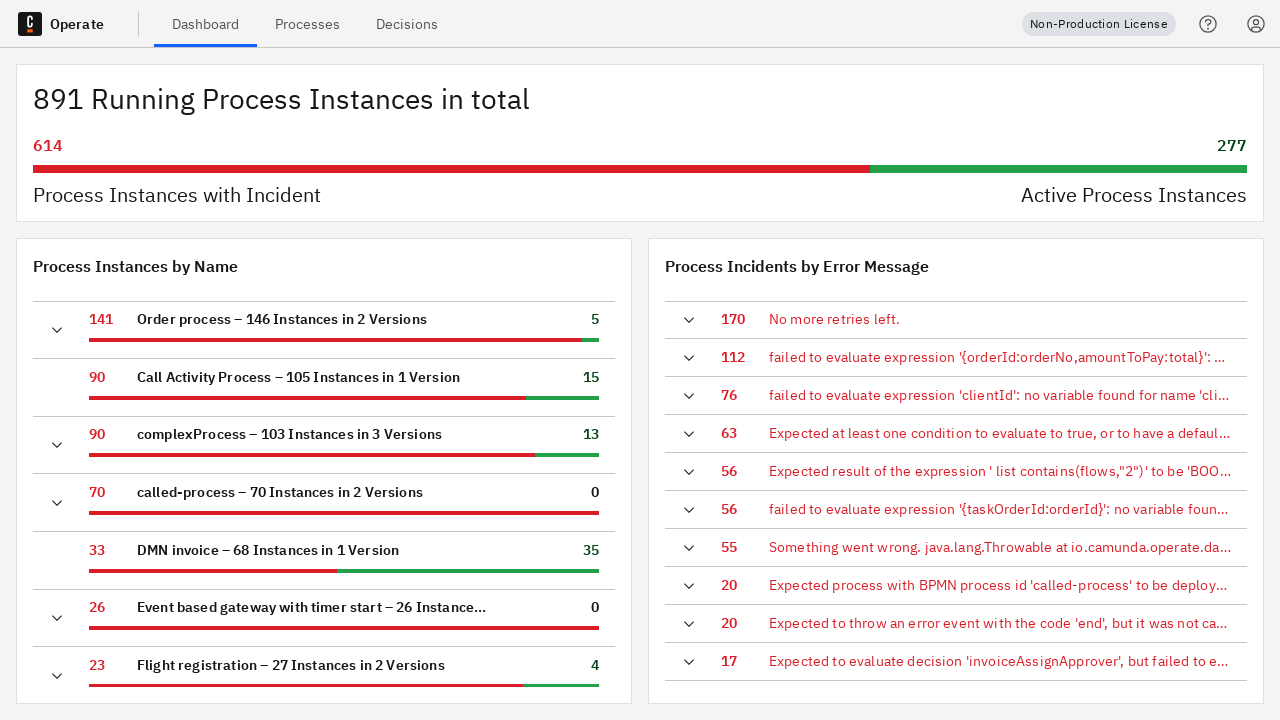 Operate
Dashboard
Processes
Decisions
Non-Production License
891 Running Process Instances in total
614
277
Process Instances with Incident
Active Process Instances
Process Instances by Name
141 Order process – 146 Instances in 2 Versions 5
90 Call Activity Process – 105 Instances in 1 Version 15
90 complexProcess – 103 Instances in 3 Versions 13
70 called-process – 70 Instances in 2 Versions 0
33 DMN invoice – 68 Instances in 1 Version 35
26 Event based gateway with timer start – 26 Instance... 0
23 Flight registration – 27 Instances in 2 Versions 4
Process Incidents by Error Message
170 No more retries left.
112 failed to evaluate expression '{orderId:orderNo,amountToPay:total}': ...
76 failed to evaluate expression 'clientId': no variable found for name 'cli...
63 Expected at least one condition to evaluate to true, or to have a defaul...
56 Expected result of the expression ' list contains(flows,"2")' to be 'BOO...
56 failed to evaluate expression '{taskOrderId:orderId}': no variable foun...
55 Something went wrong. java.lang.Throwable at io.camunda.operate.da...
20 Expected process with BPMN process id 'called-process' to be deploy...
20 Expected to throw an error event with the code 'end', but it was not ca...
17 Expected to evaluate decision 'invoiceAssignApprover', but failed to e...